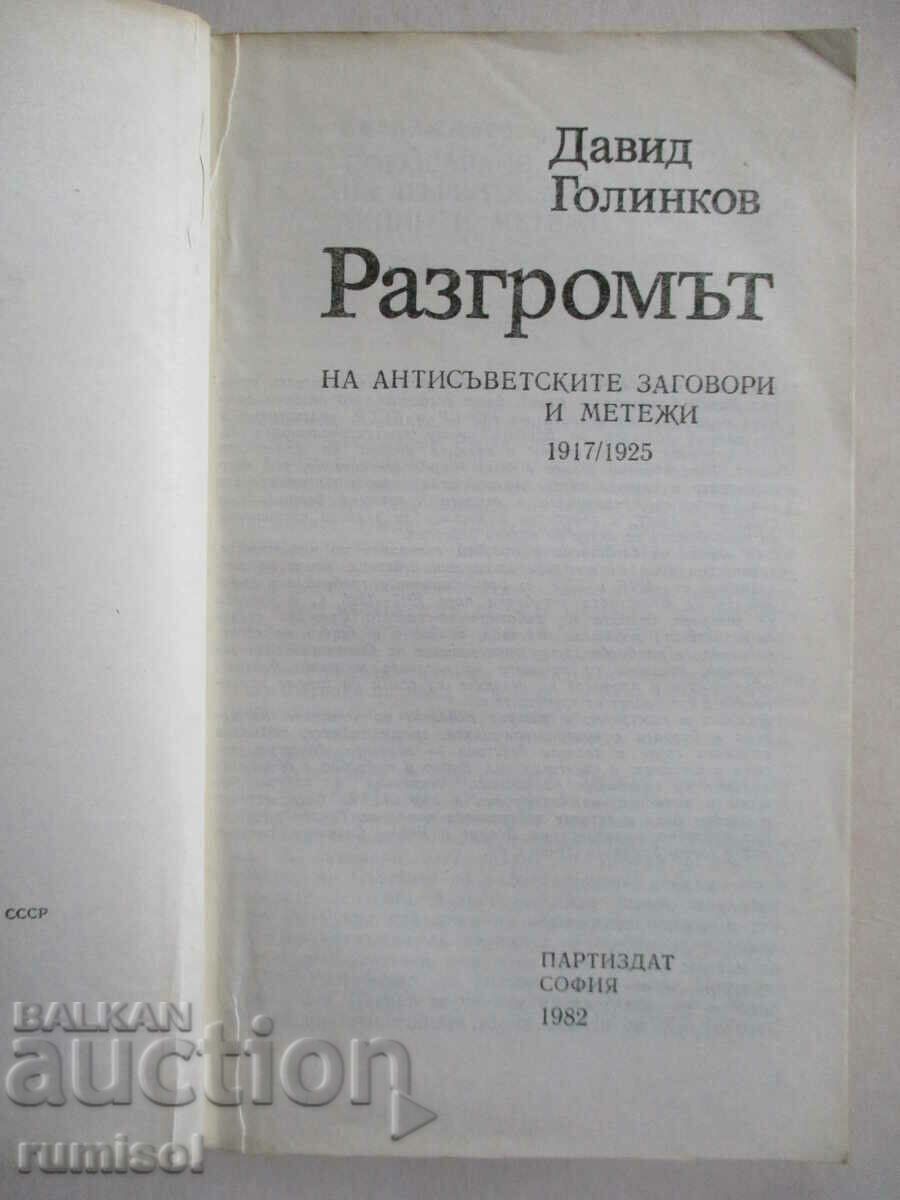 Давид
Голинков
Разгромът
НА АНТИСЪВЕТСКИТЕ ЗАГОВОРИ
И МЕТЕЖИ
1917/1925
СССР
ПАРТИЗДАТ
СОФИЯ
1982
BALKAN
auction
rumisol